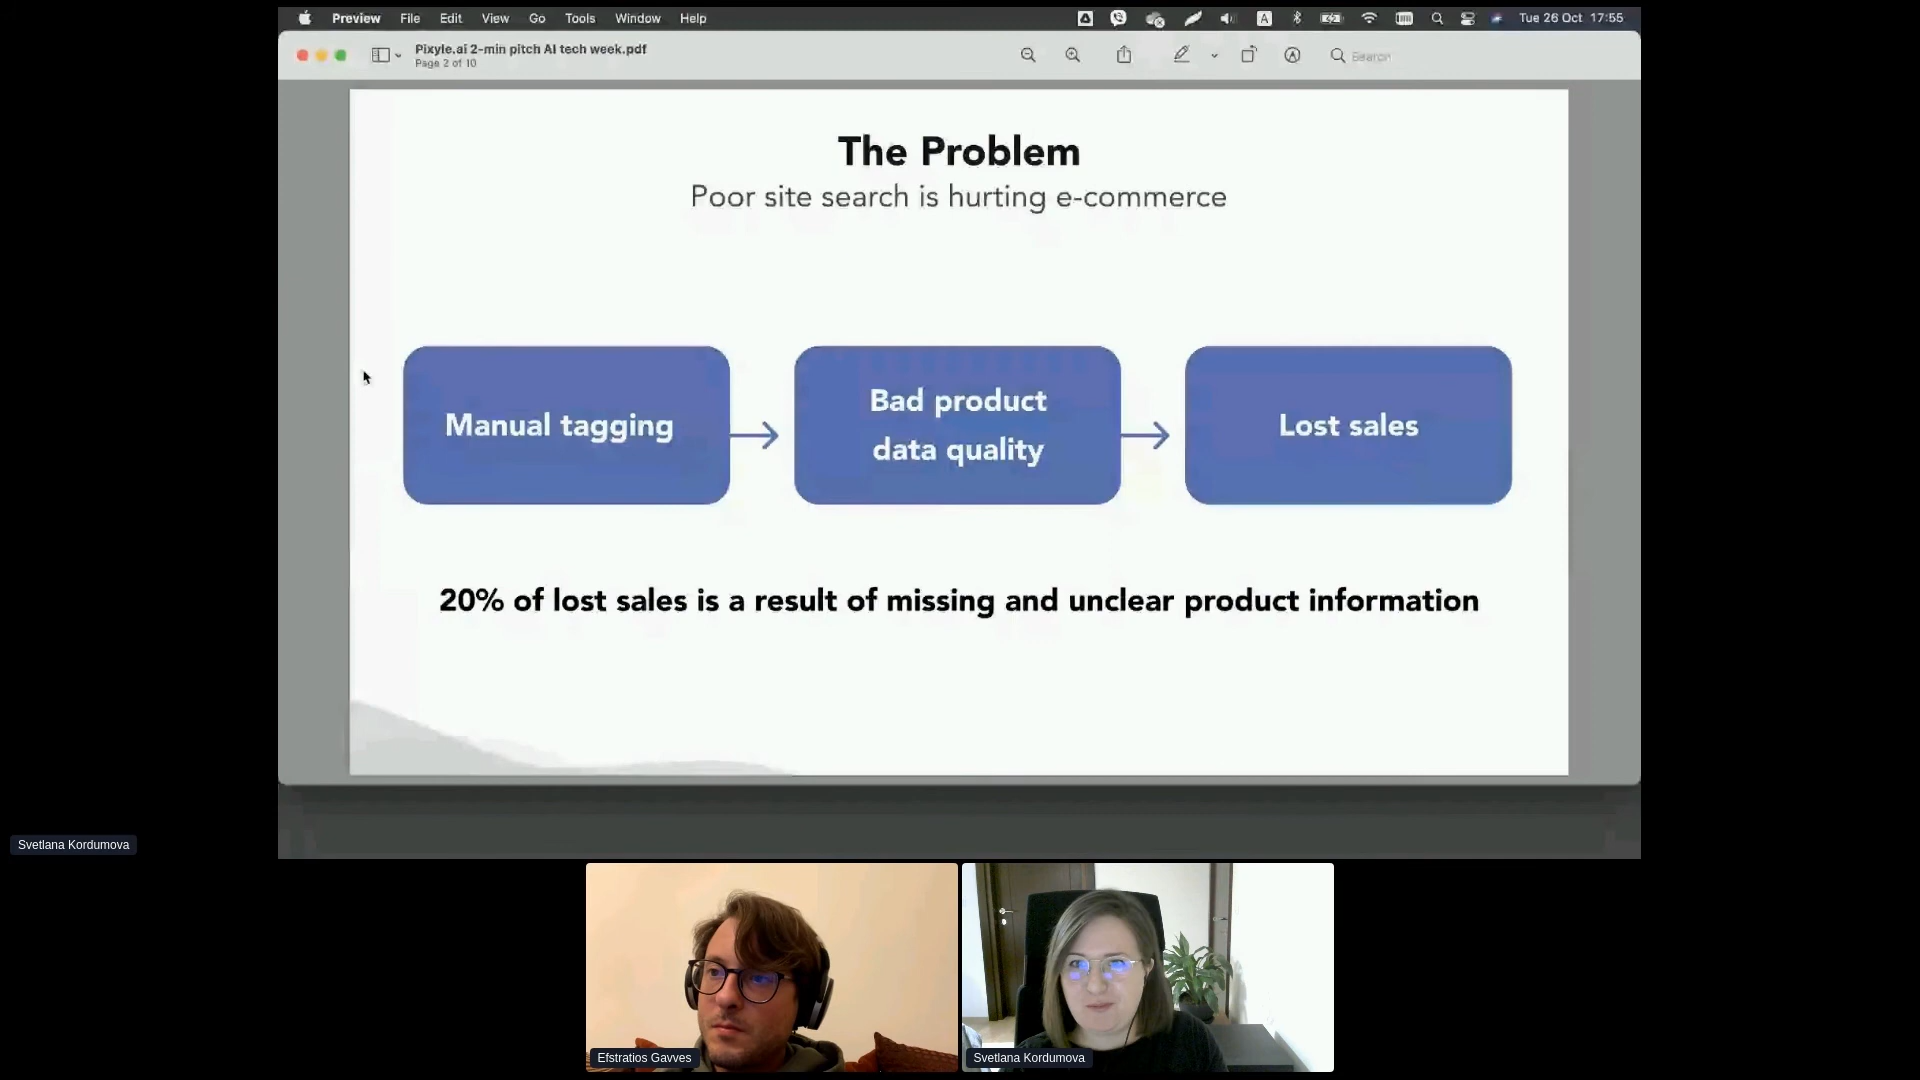 Preview File Edit View Go Tools Window Help
A
Tue 26 Oct 17:55
Pixyle.ai 2-min pitch AI tech week.pdf
Page 2 of 10
Search
The Problem
Poor site search is hurting e-commerce
Manual tagging
Bad product
data quality
Lost sales
20% of lost sales is a result of missing and unclear product information
Svetlana Kordumova
Efstratios Gavves
Svetlana Kordumova